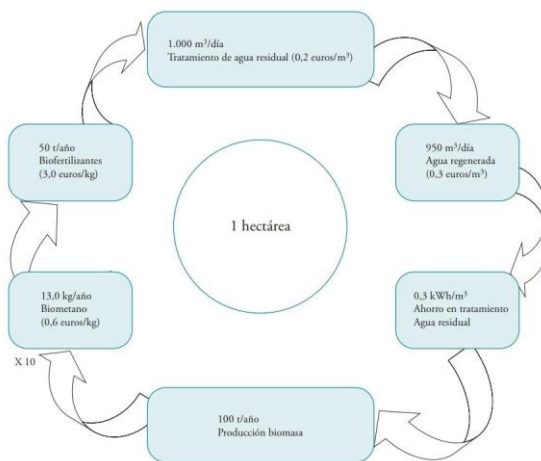 1.000 m³/día
Tratamiento de agua residual (0,2 euros/m³)
50 t/año
Biofertilizantes
(3,0 euros/kg)
950 m³/día
Agua regenerada
(0,3 euros/m³)
1 hectárea
13,0 kg/año
Biometano
(0,6 euros/kg)
0,3 kWh/m³
Ahorro en tratamiento
Agua residual
X 10
100 t/año
Producción biomasa